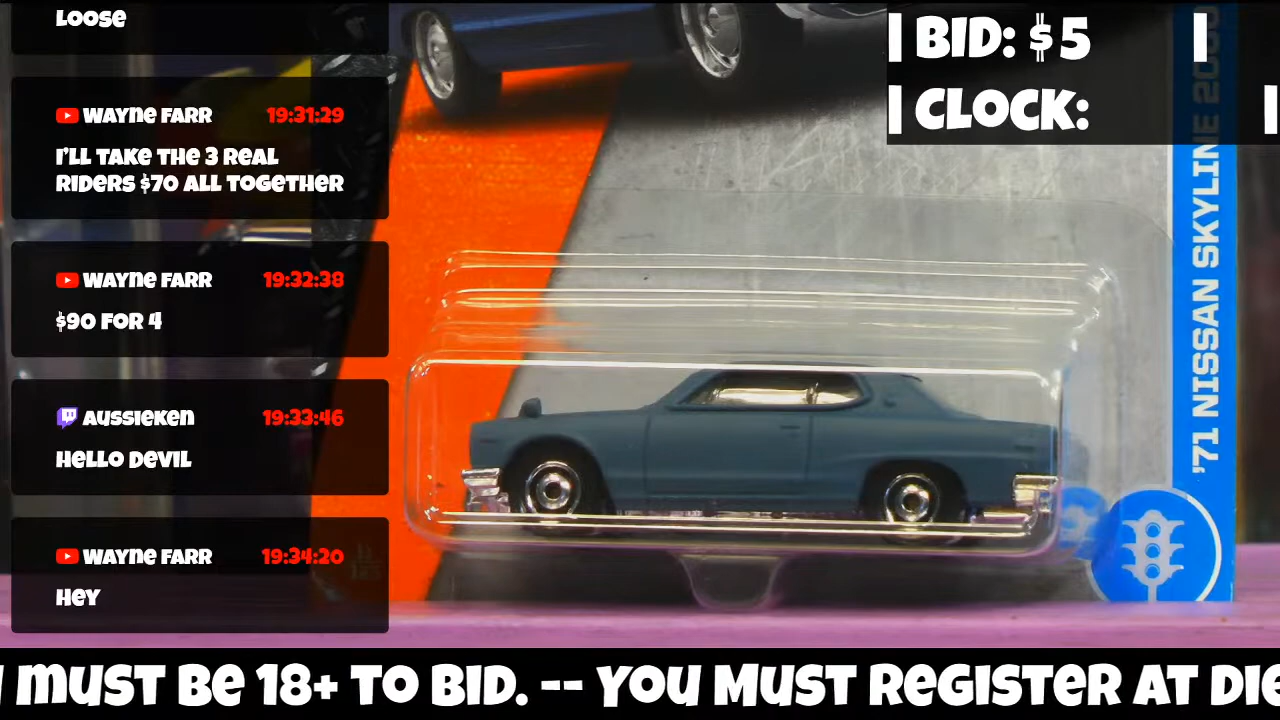 Loose
Wayne Farr 19:31:29
I'll take the 3 real
riders $70 all together
Wayne Farr 19:32:38
$90 for 4
Aussieken 19:33:46
Hello Devil
Wayne Farr 19:34:20
Hey
| BID: $5 |
| CLOCK: |
'71 NISSAN SKYLINE
MUST BE 18+ TO BID. -- YOU MUST REGISTER AT DIE